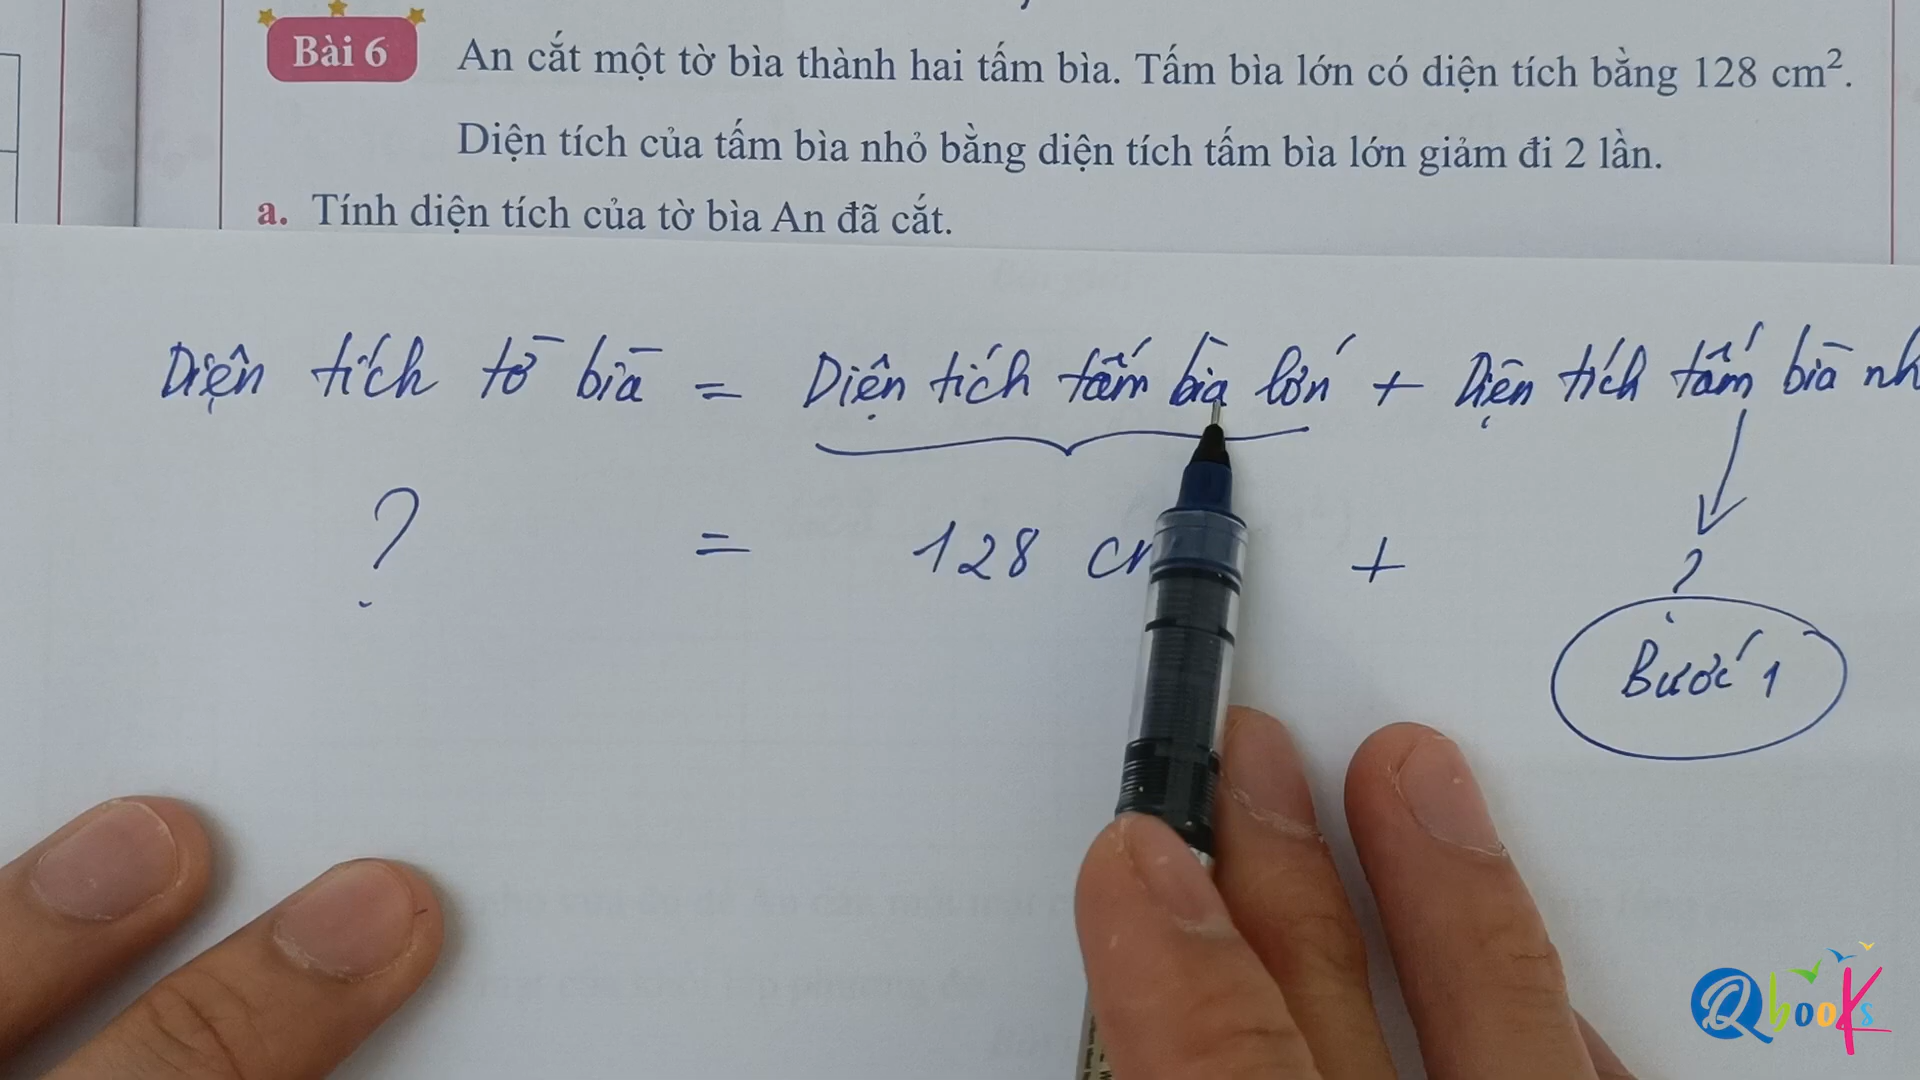 Bài 6 An cắt một tờ bìa thành hai tấm bìa. Tấm bìa lớn có diện tích bằng 128 cm².
Diện tích của tấm bìa nhỏ bằng diện tích tấm bìa lớn giảm đi 2 lần.
a. Tính diện tích của tờ bìa An đã cắt.
Diện tích tờ bìa = Diện tích tấm bìa lớn + Diện tích tấm bìa nh
? = 128 +
?
Bước 1
Qbooks